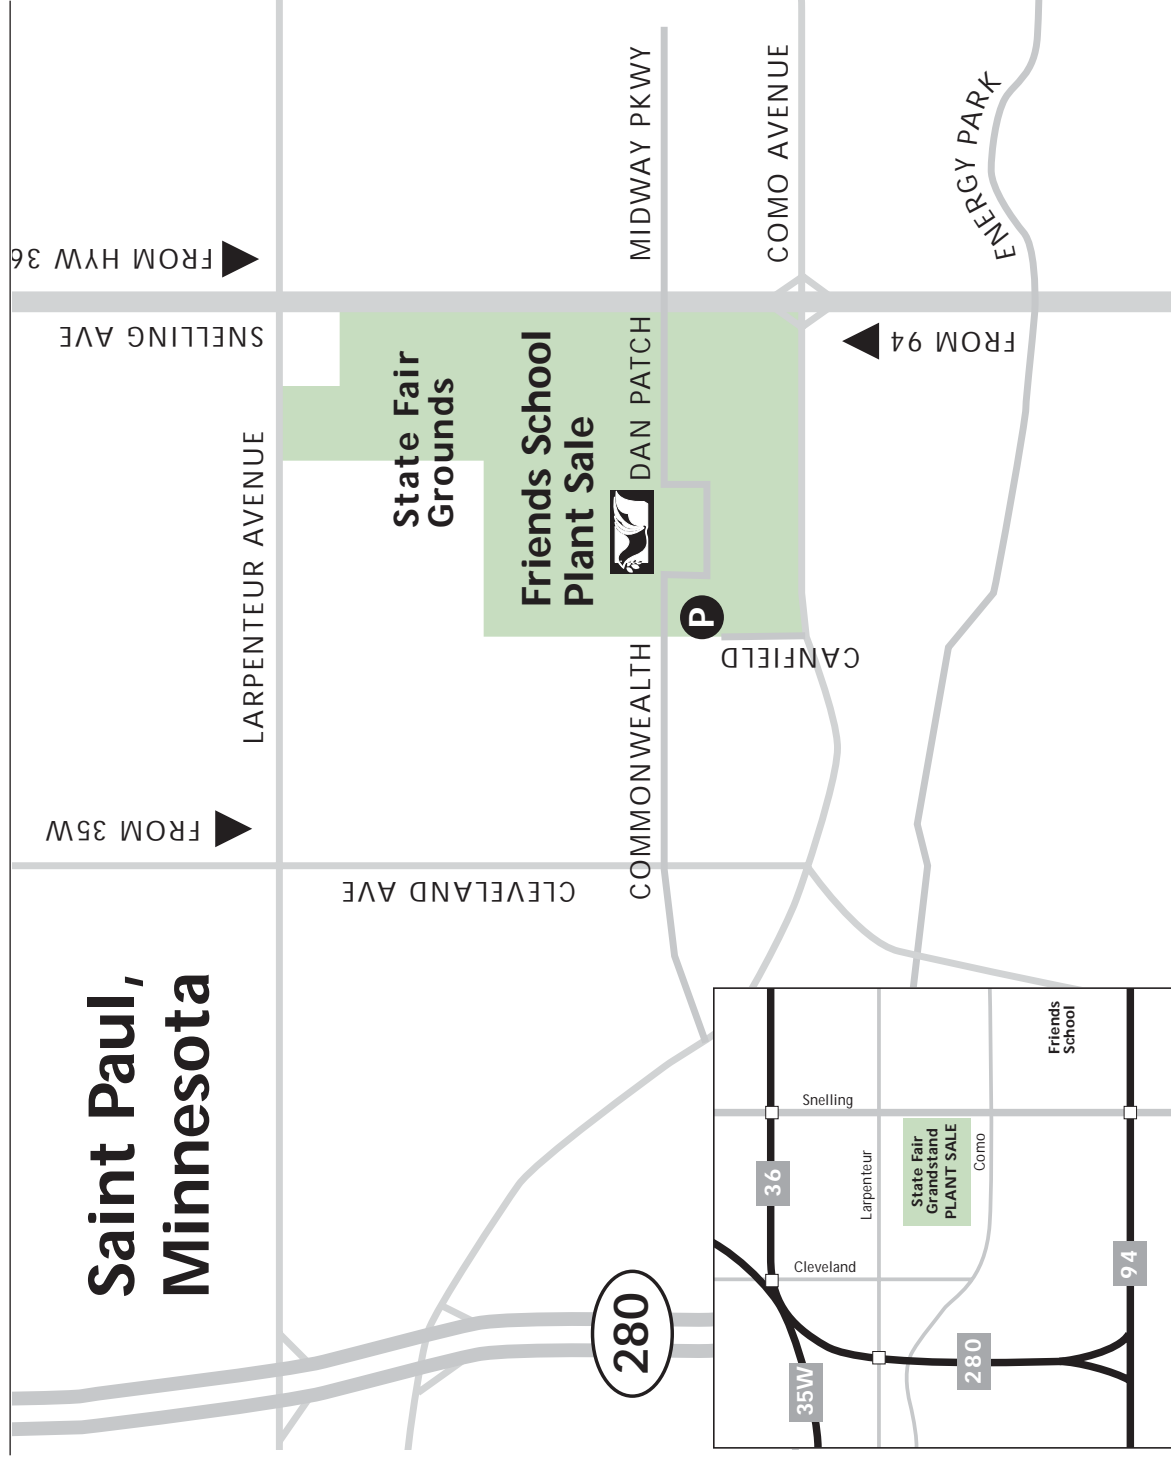 Saint Paul,
Minnesota
FROM 35W
FROM HYW 36
SNELLING AVE
LARPENTEUR AVENUE
CLEVELAND AVE
State Fair
Grounds
Friends School
Plant Sale
COMMONWEALTH
DAN PATCH
MIDWAY PKWY
P
CANFIELD
COMO AVENUE
FROM 94
ENERGY PARK
280
36
Snelling
Cleveland
35W
Larpenteur
State Fair
Grandstand
PLANT SALE
Como
280
Friends
School
94